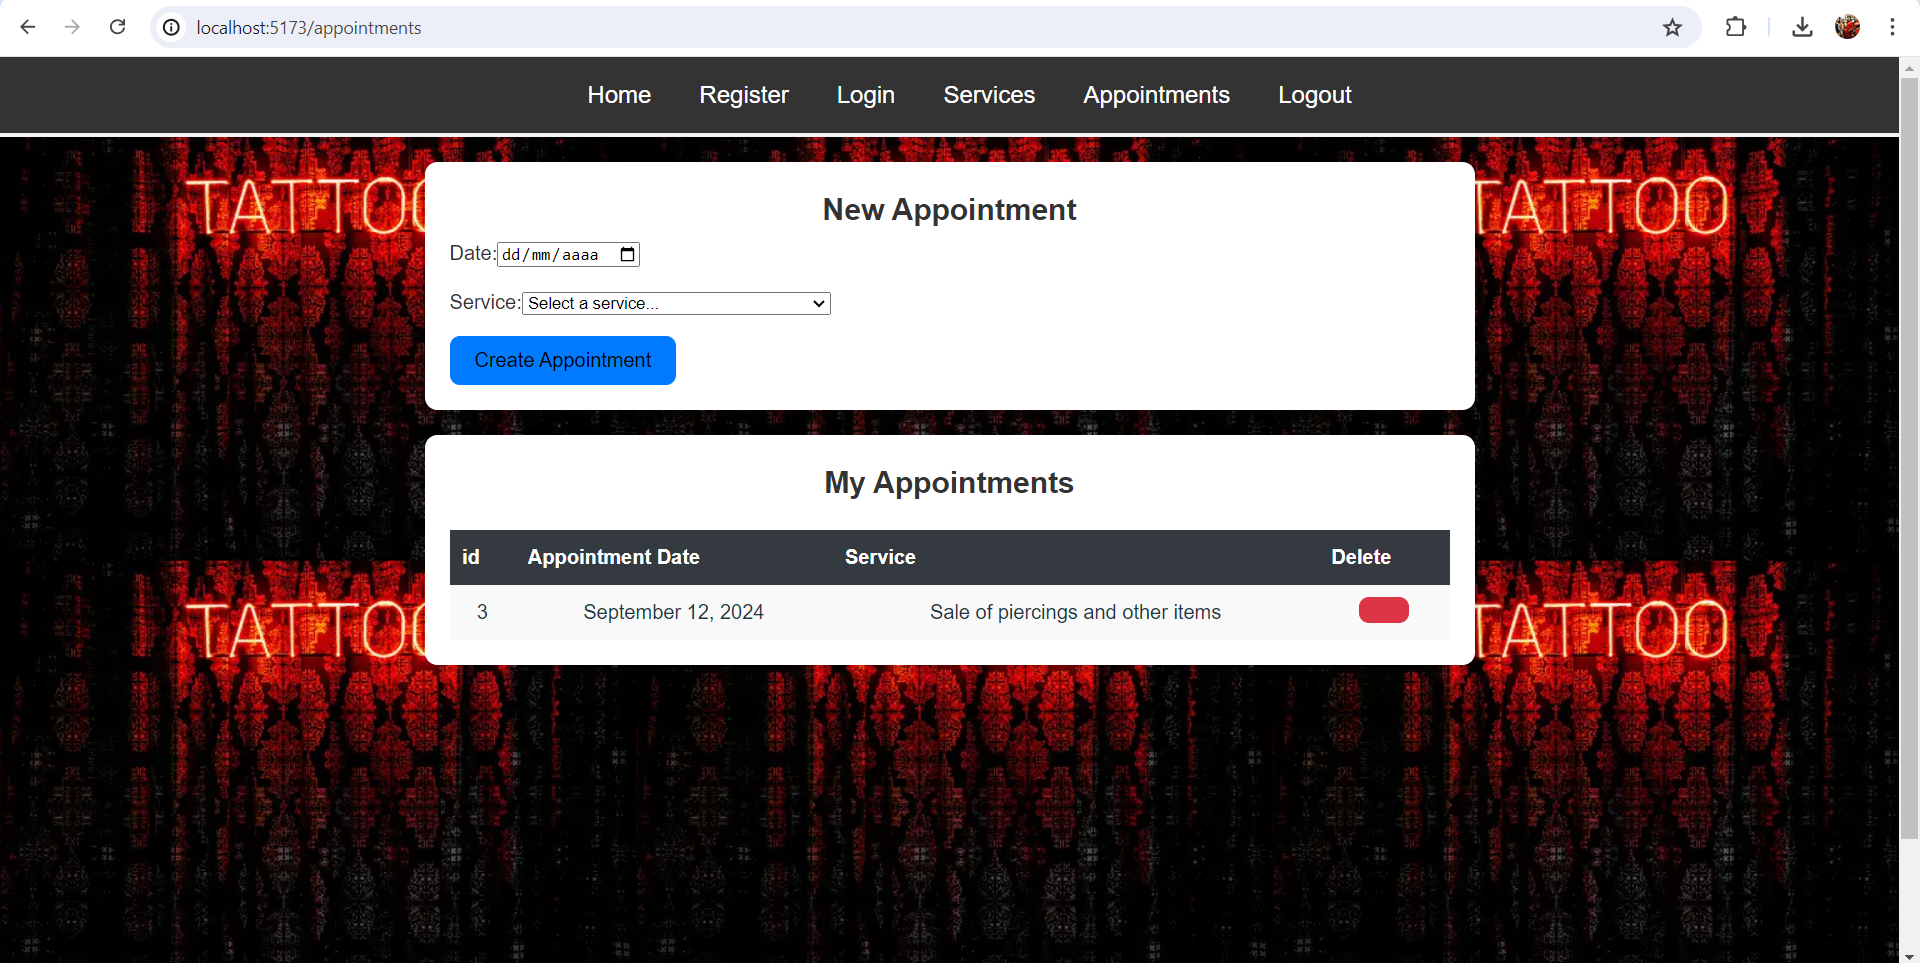 localhost:5173/appointments
Home Register Login Services Appointments Logout
TATTOO TATTOO
New Appointment
Date: dd/mm/aaaa
Service: Select a service...
Create Appointment
My Appointments
id Appointment Date Service Delete
3 September 12, 2024 Sale of piercings and other items
TATTOO TATTOO